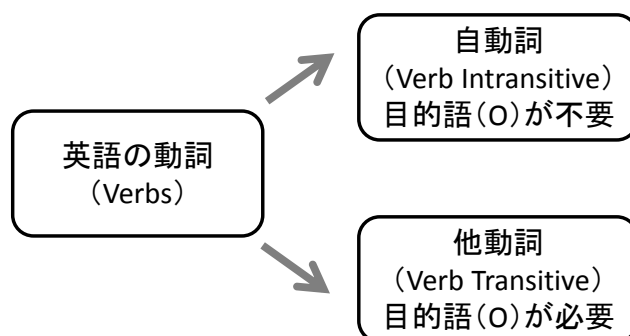 英語の動詞
（Verbs）
自動詞
（Verb Intransitive）
目的語（O）が不要
他動詞
（Verb Transitive）
目的語（O）が必要